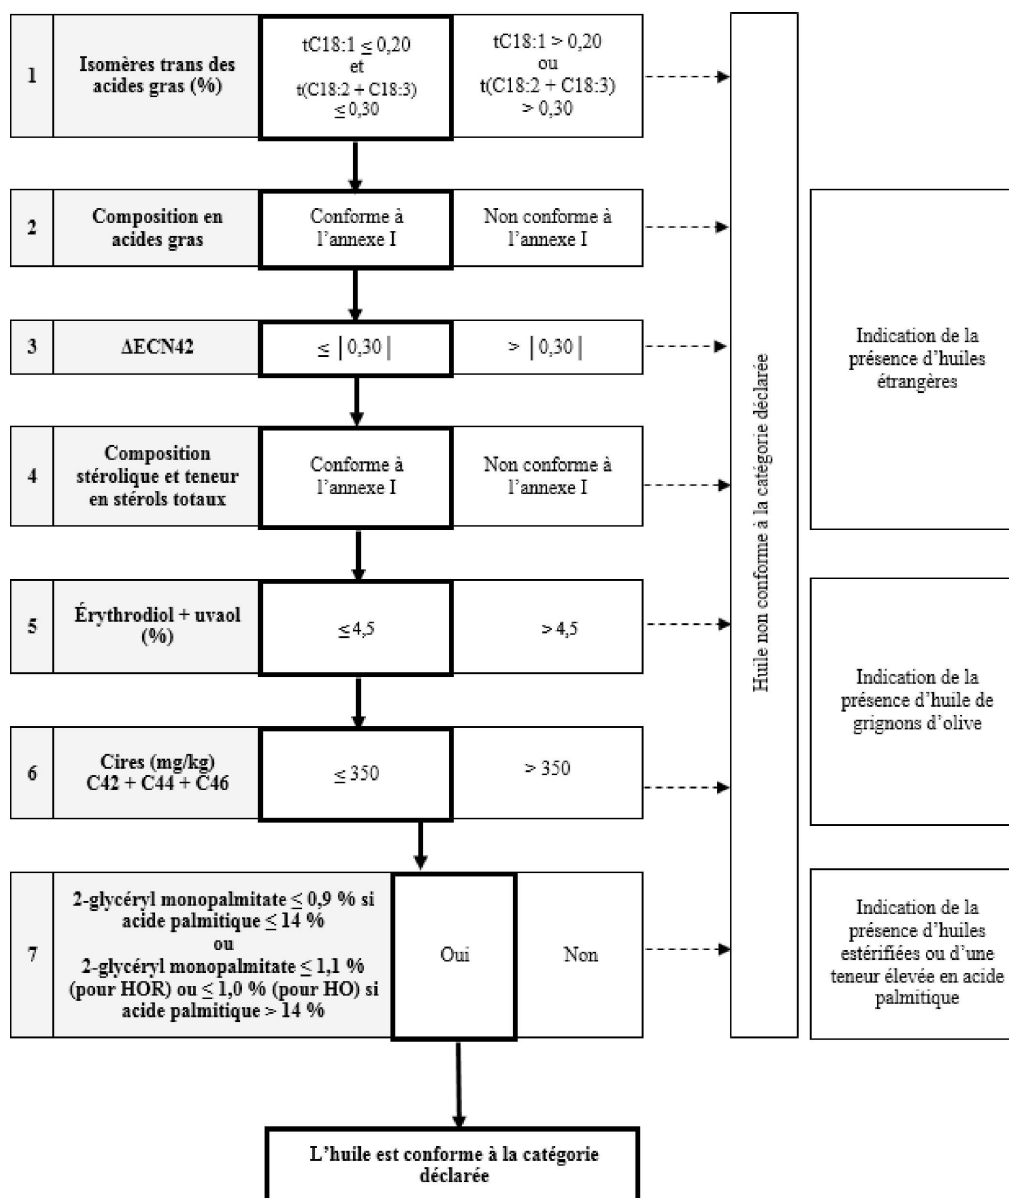 1
Isomères trans des
acides gras (%)
tC18:1 ≤ 0,20
et
t(C18:2 + C18:3)
≤ 0,30
tC18:1 > 0,20
ou
t(C18:2 + C18:3)
> 0,30
2
Composition en
acides gras
Conforme à
l’annexe I
Non conforme à
l’annexe I
3
ΔECN42
≤ |0,30|
> |0,30|
4
Composition
stérolique et teneur
en stérols totaux
Conforme à
l’annexe I
Non conforme à
l’annexe I
5
Érythrodiol + uvaol
(%)
≤ 4,5
> 4,5
6
Cires (mg/kg)
C42 + C44 + C46
≤ 350
> 350
7
2-glycéryl monopalmitate ≤ 0,9 % si
acide palmitique ≤ 14 %
ou
2-glycéryl monopalmitate ≤ 1,1 %
(pour HOR) ou ≤ 1,0 % (pour HO) si
acide palmitique > 14 %
Oui
Non
Huile non conforme à la catégorie déclarée
Indication de la
présence d’huiles
étrangères
Indication de la
présence d’huile de
grignons d’olive
Indication de la
présence d’huiles
estérifiées ou d’une
teneur élevée en acide
palmitique
L’huile est conforme à la catégorie
déclarée